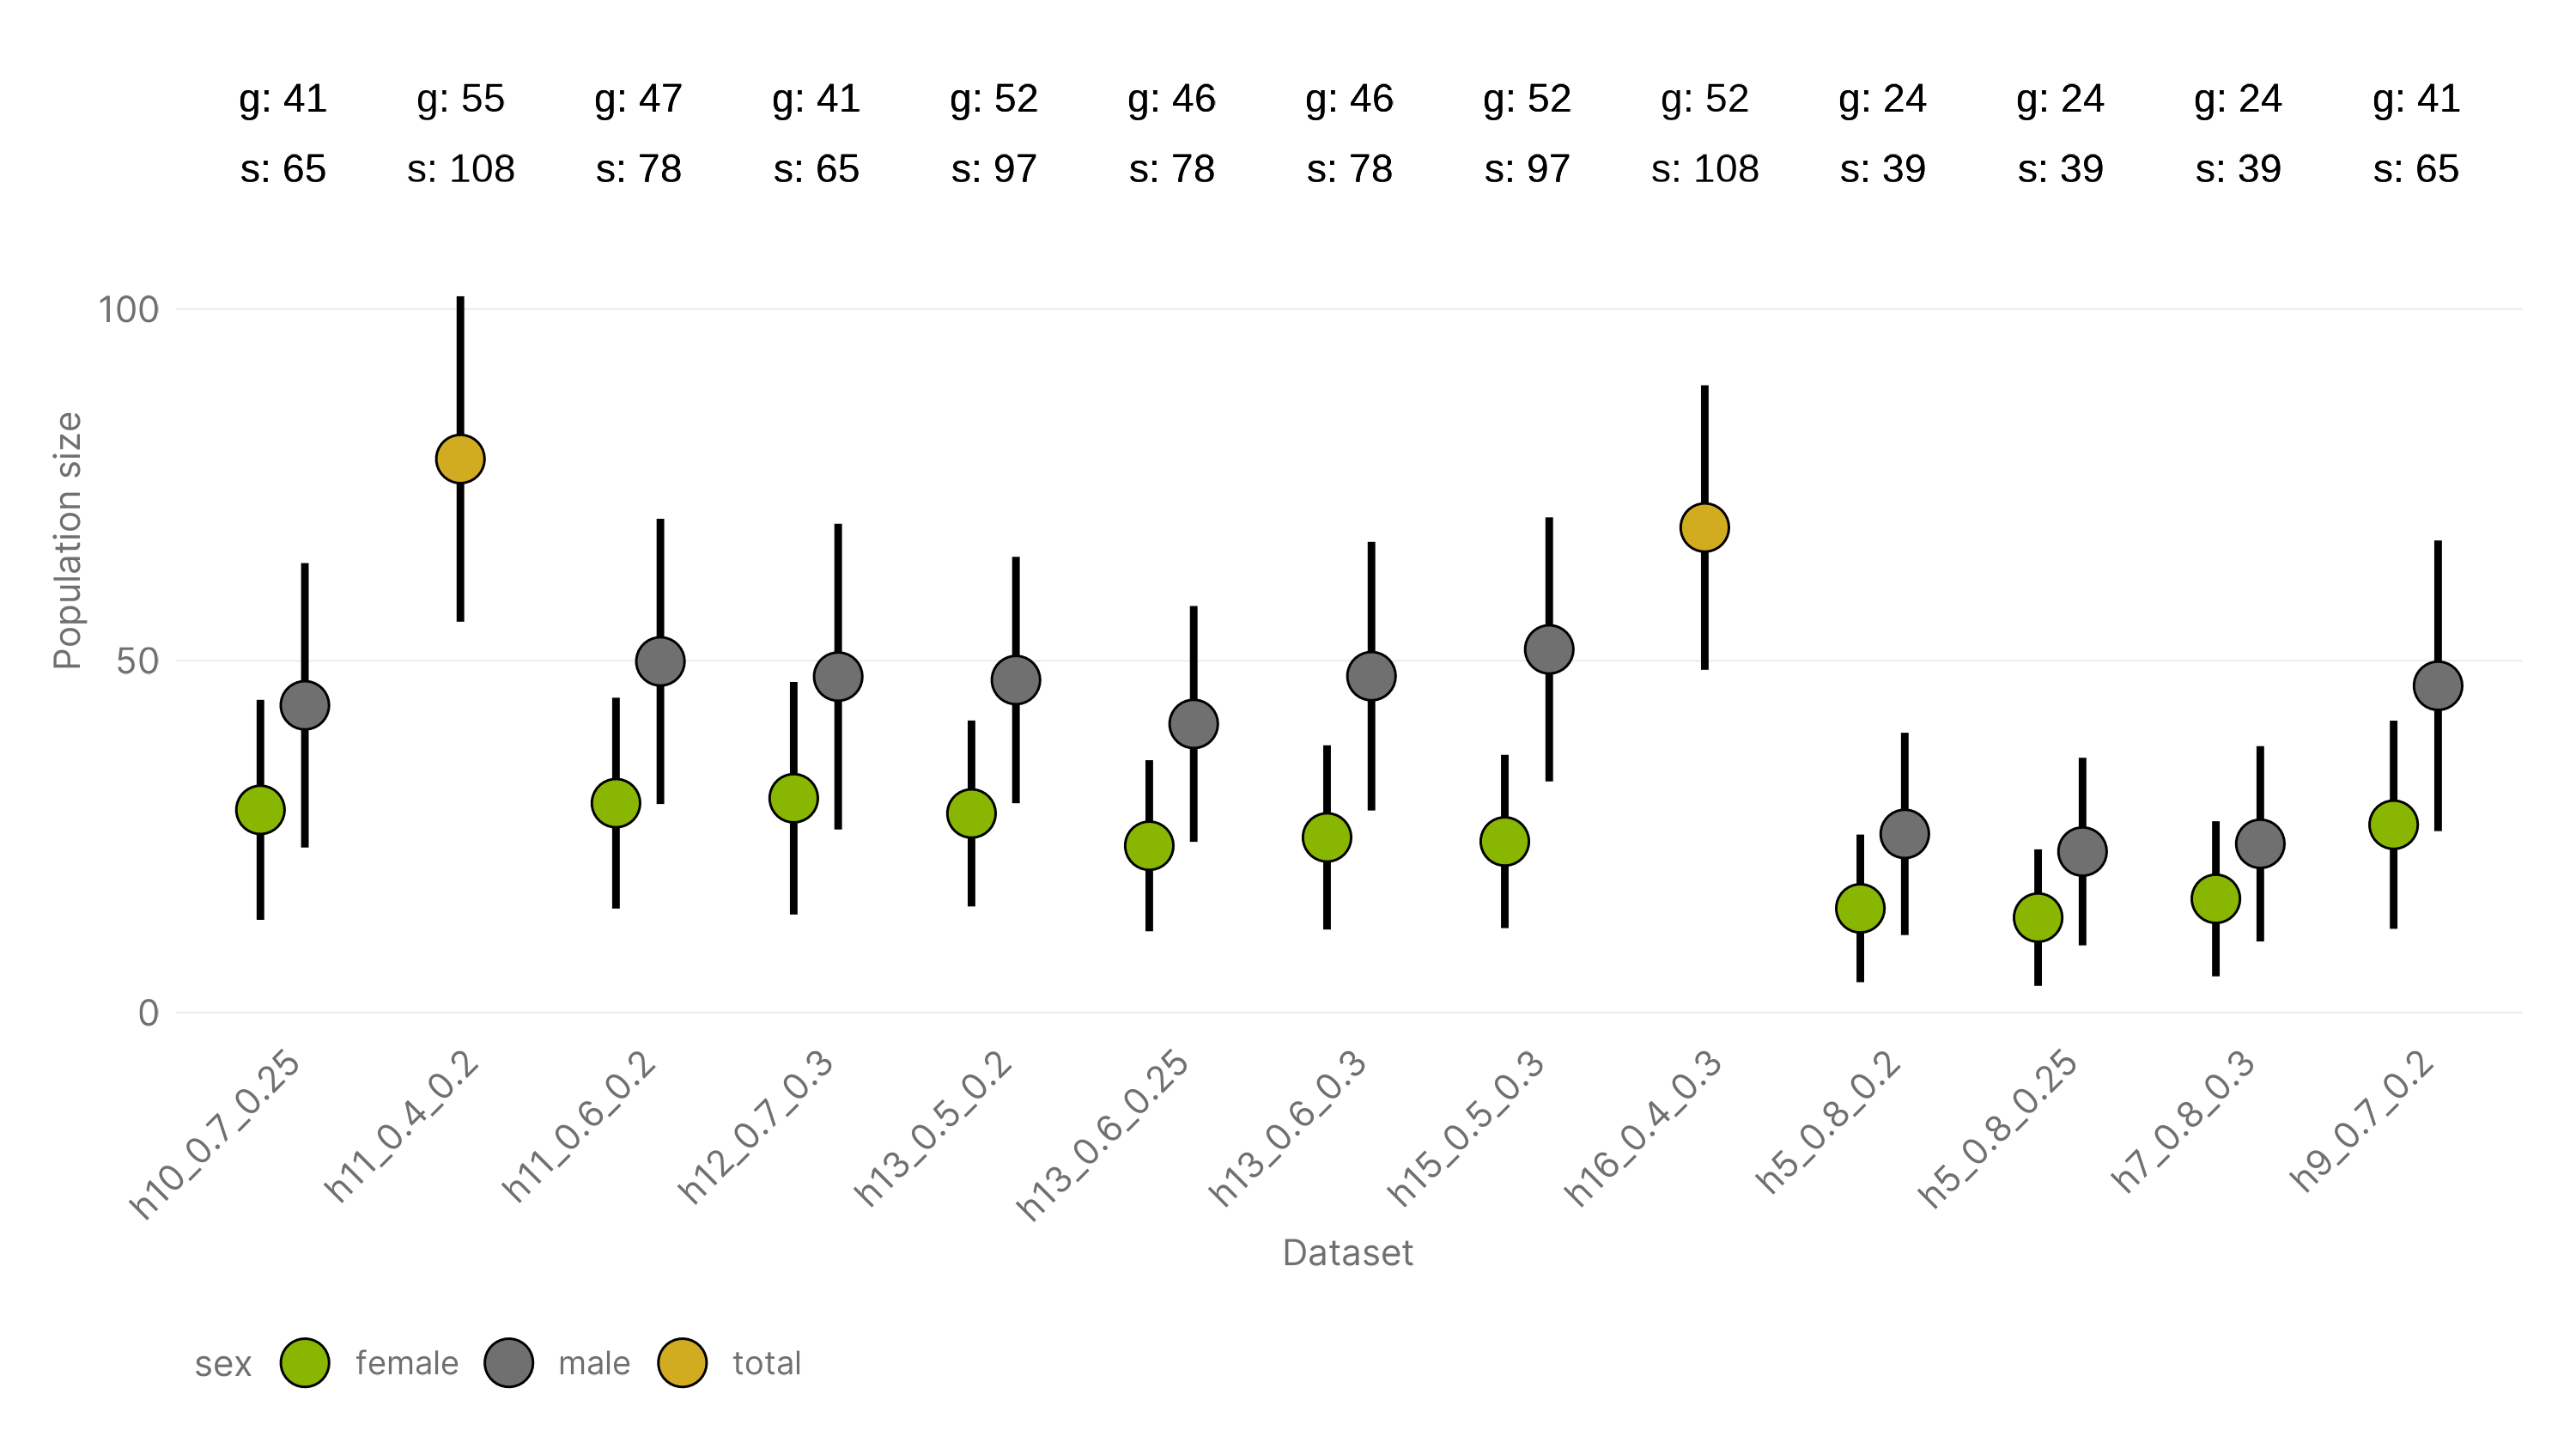 g: 41 g: 55 g: 47 g: 41 g: 52 g: 46 g: 46 g: 52 g: 52 g: 24 g: 24 g: 24 g: 41
s: 65 s: 108 s: 78 s: 65 s: 97 s: 78 s: 78 s: 97 s: 108 s: 39 s: 39 s: 39 s: 65
Population size
100
50
0
h10_0.7_0.25 h11_0.4_0.2 h11_0.6_0.2 h12_0.7_0.3 h13_0.5_0.2 h13_0.6_0.25 h13_0.6_0.3 h15_0.5_0.3 h16_0.4_0.3 h5_0.8_0.2 h5_0.8_0.25 h7_0.8_0.3 h9_0.7_0.2
Dataset
sex female male total